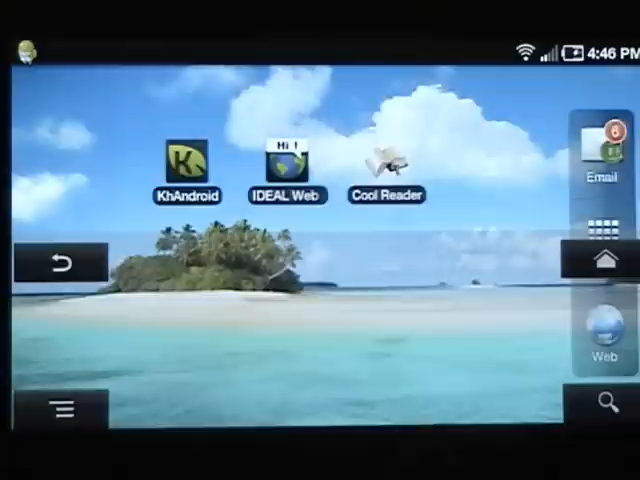 4:46 PM
Hi !
K
6
Email
KhAndroid
IDEAL Web
Cool Reader
Web